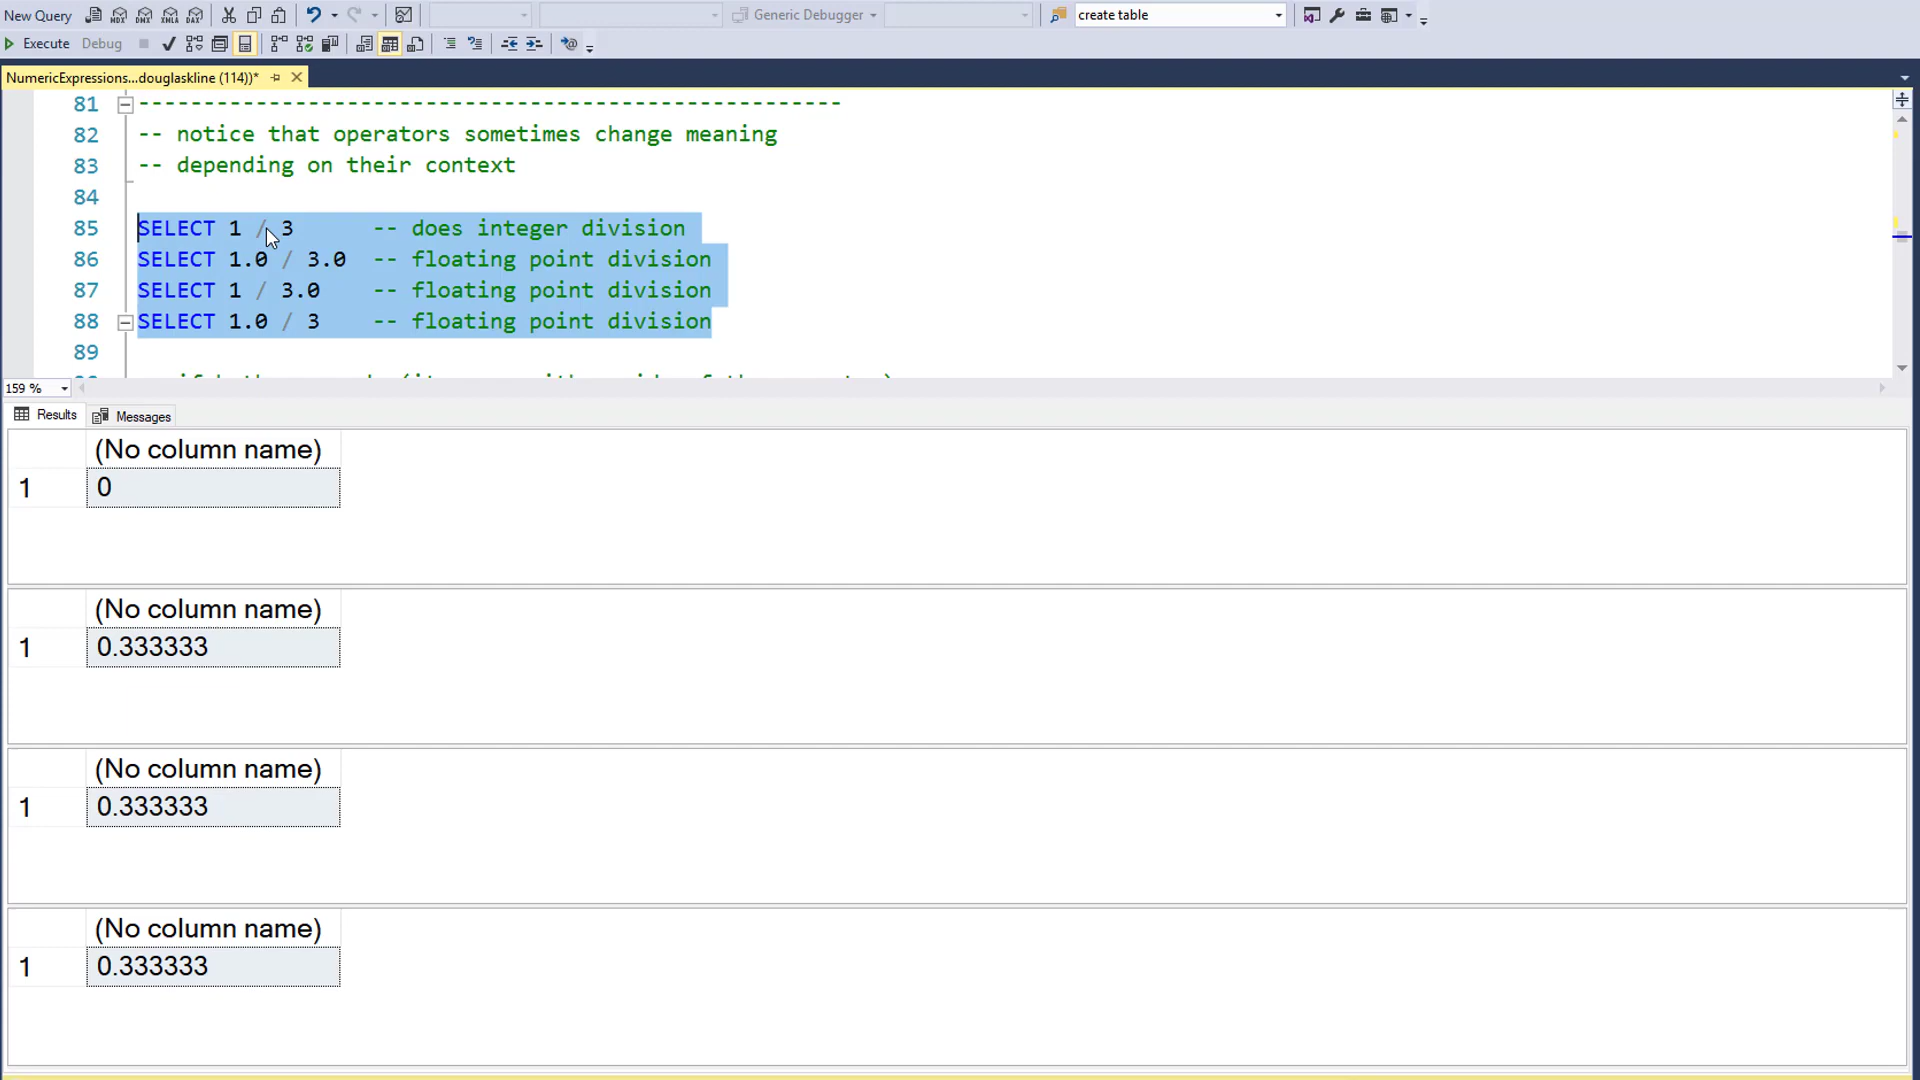 New Query
Generic Debugger
create table
Execute Debug
NumericExpressions...douglaskline (114))*
81 ------------------------------------------------------
82 -- notice that operators sometimes change meaning
83 -- depending on their context
84
85 SELECT 1 / 3 -- does integer division
86 SELECT 1.0 / 3.0 -- floating point division
87 SELECT 1 / 3.0 -- floating point division
88 SELECT 1.0 / 3 -- floating point division
89
159 %
Results Messages
(No column name)
1 0
(No column name)
1 0.333333
(No column name)
1 0.333333
(No column name)
1 0.333333